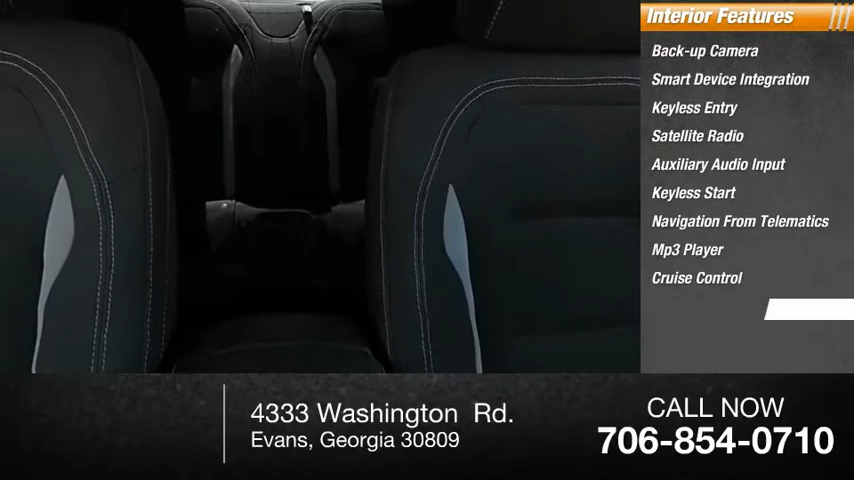 Interior Features
Back-up Camera
Smart Device Integration
Keyless Entry
Satellite Radio
Auxiliary Audio Input
Keyless Start
Navigation From Telematics
Mp3 Player
Cruise Control
4333 Washington Rd.
Evans, Georgia 30809
CALL NOW
706-854-0710